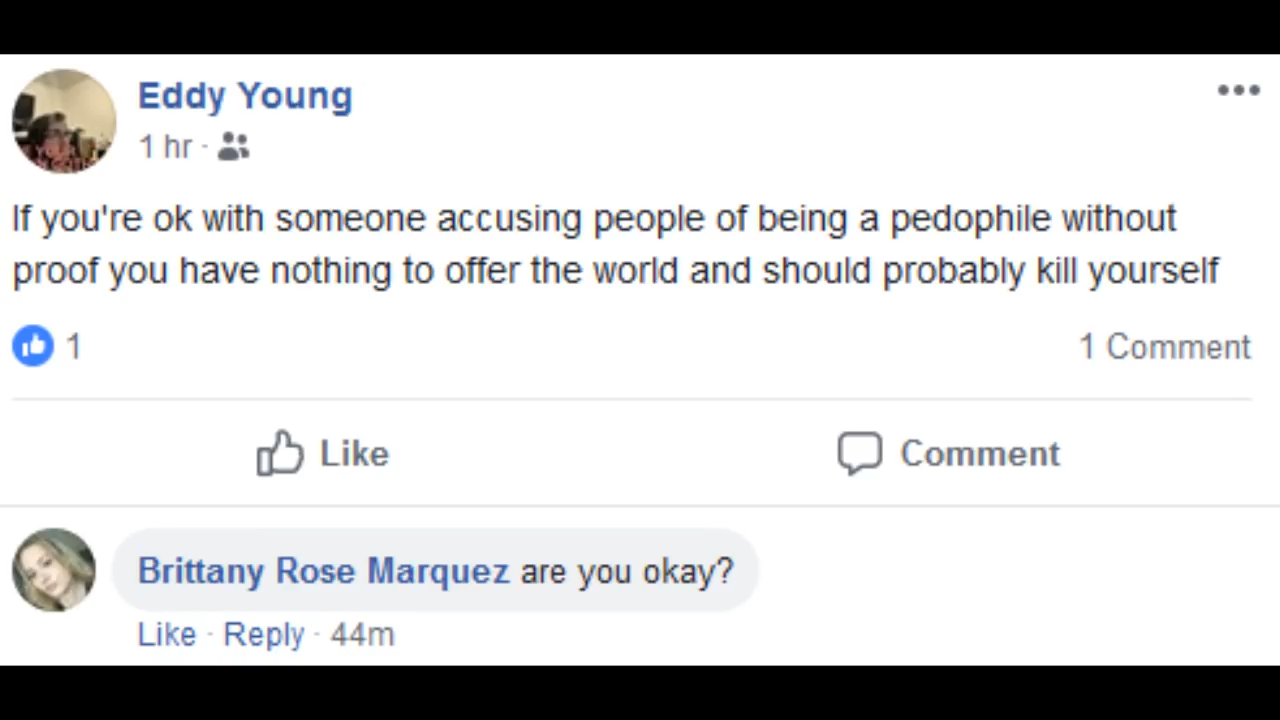 Eddy Young
1 hr ·
If you're ok with someone accusing people of being a pedophile without
proof you have nothing to offer the world and should probably kill yourself
1
1 Comment
Like
Comment
Brittany Rose Marquez are you okay?
Like · Reply · 44m